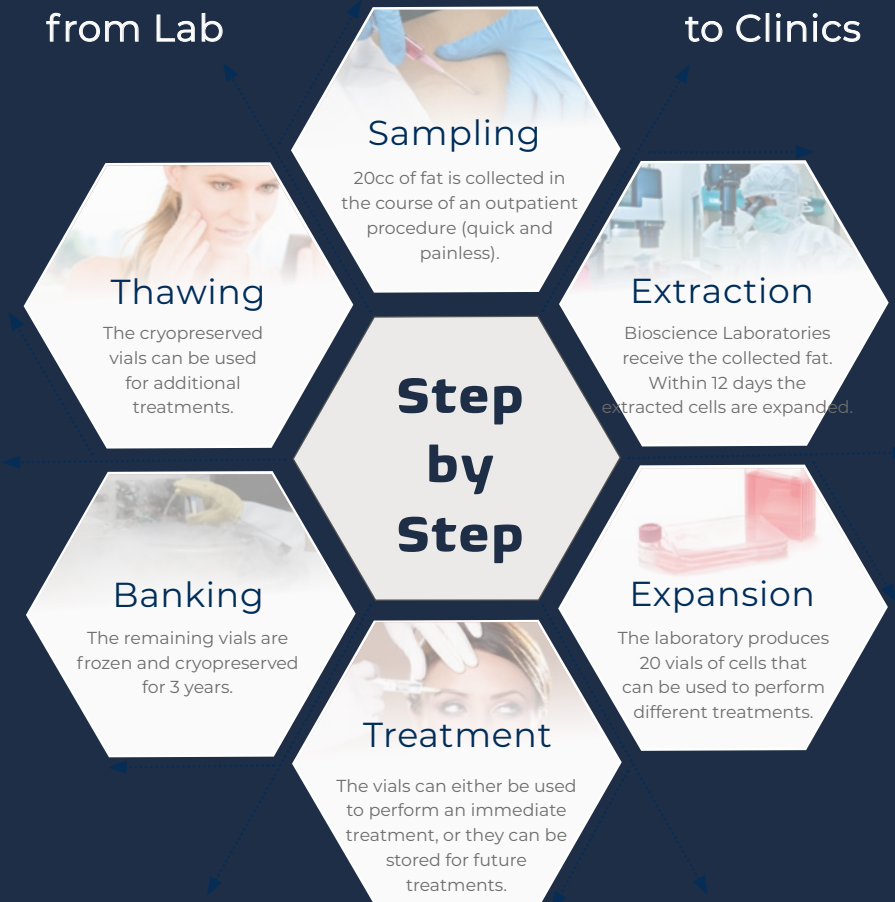 from Lab
to Clinics
Sampling
20cc of fat is collected in
the course of an outpatient
procedure (quick and
painless).
Extraction
Bioscience Laboratories
receive the collected fat.
Within 12 days the
extracted cells are expanded.
Expansion
The laboratory produces
20 vials of cells that
can be used to perform
different treatments.
Treatment
The vials can either be used
to perform an immediate
treatment, or they can be
stored for future
treatments.
Banking
The remaining vials are
frozen and cryopreserved
for 3 years.
Thawing
The cryopreserved
vials can be used
for additional
treatments.
Step
by
Step